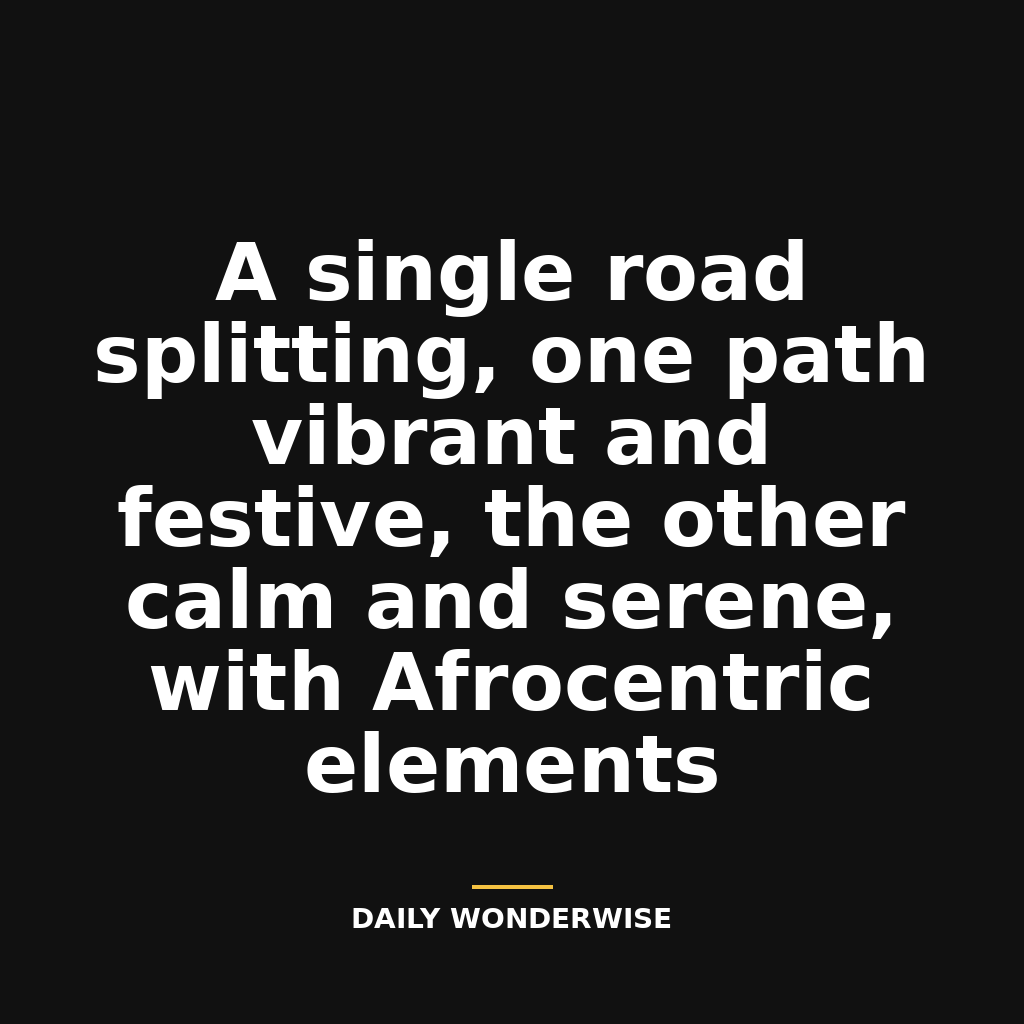 A single road
splitting, one path
vibrant and
festive, the other
calm and serene,
with Afrocentric
elements
DAILY WONDERWISE